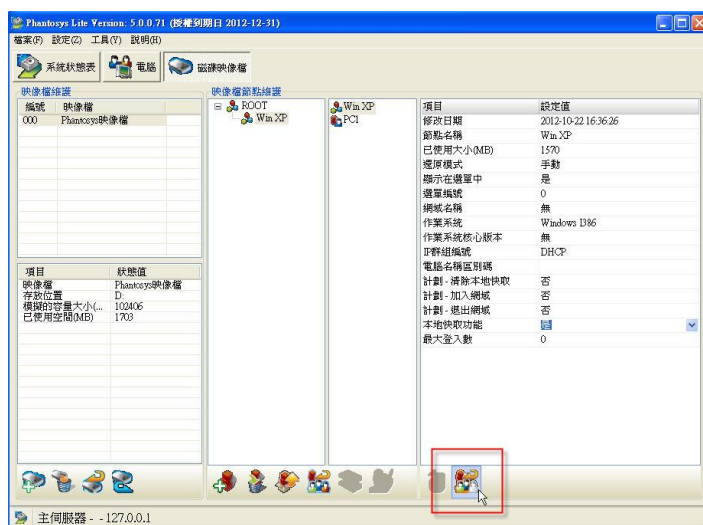 Phantosys Lite Version: 5.0.0.71 (授權到期日 2012-12-31)
檔案(F) 設定(Z) 工具(Y) 說明(H)
系統狀態表 電腦 磁碟映像檔
映像檔維護
編號 映像檔
000 Phantosys映像檔
項目 狀態值
映像檔 Phantosys映像檔
存放位置 D:
模擬的容量大小(... 102406
已使用空間(MB) 1703
映像檔節點維護
ROOT
Win XP
Win XP
PC1
項目 設定值
修改日期 2012-10-22 16:36:26
節點名稱 Win XP
已使用大小(MB) 1570
還原模式 手動
顯示在選單中 是
選單編號 0
網域名稱 無
作業系統 Windows I386
作業系統核心版本 無
IP群組編號 DHCP
電腦名稱區別碼
計劃 - 清除本地快取 否
計劃 - 加入網域 否
計劃 - 退出網域 否
本地快取功能 是
最大登入數 0
主伺服器 - - 127.0.0.1